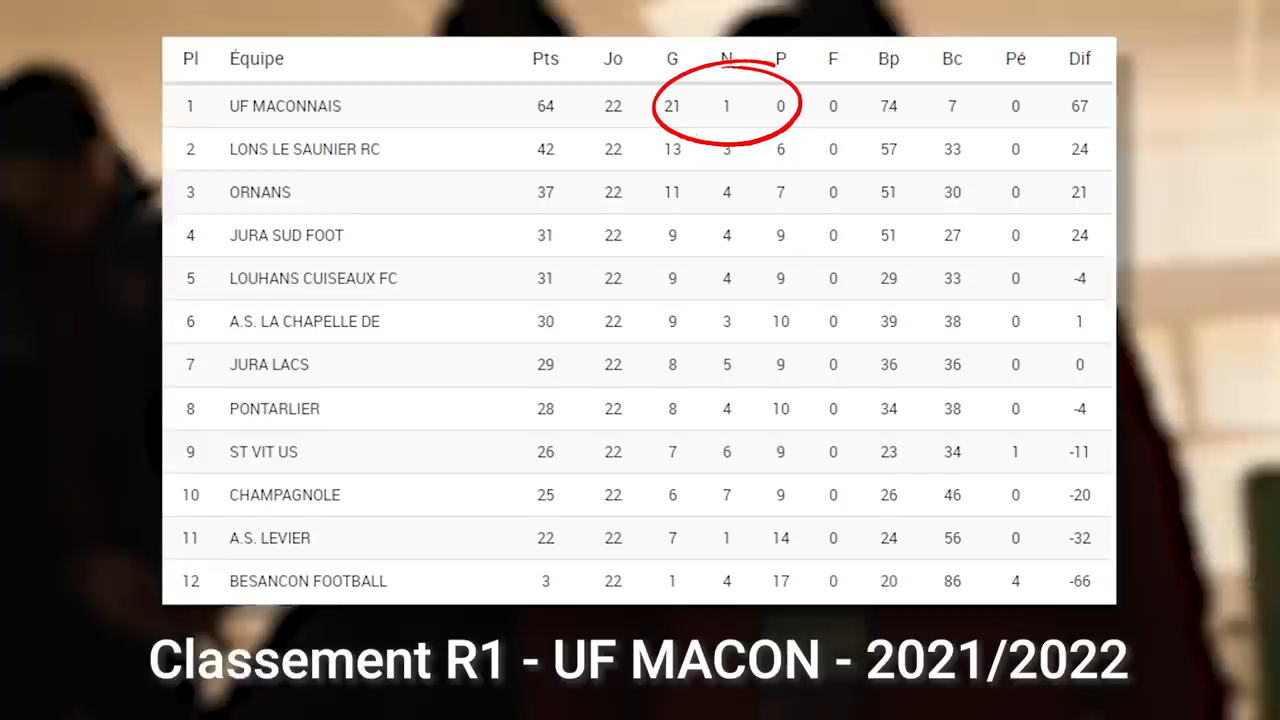 Pl Équipe Pts Jo G N P F Bp Bc Pé Dif
1 UF MACONNAIS 64 22 21 1 0 0 74 7 0 67
2 LONS LE SAUNIER RC 42 22 13 3 6 0 57 33 0 24
3 ORNANS 37 22 11 4 7 0 51 30 0 21
4 JURA SUD FOOT 31 22 9 4 9 0 51 27 0 24
5 LOUHANS CUISEAUX FC 31 22 9 4 9 0 29 33 0 -4
6 A.S. LA CHAPELLE DE 30 22 9 3 10 0 39 38 0 1
7 JURA LACS 29 22 8 5 9 0 36 36 0 0
8 PONTARLIER 28 22 8 4 10 0 34 38 0 -4
9 ST VIT US 26 22 7 6 9 0 23 34 1 -11
10 CHAMPAGNOLE 25 22 6 7 9 0 26 46 0 -20
11 A.S. LEVIER 22 22 7 1 14 0 24 56 0 -32
12 BESANCON FOOTBALL 3 22 1 4 17 0 20 86 4 -66
Classement R1 - UF MACON - 2021/2022